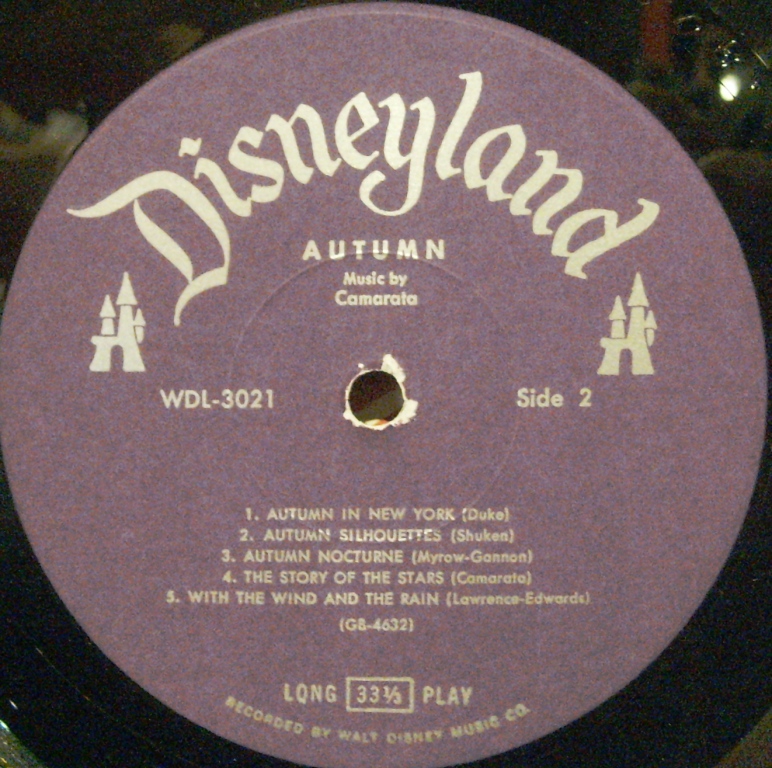 Disneyland
AUTUMN
Music by
Camarata
WDL-3021
Side 2
1. AUTUMN IN NEW YORK (Duke)
2. AUTUMN SILHOUETTES (Shuken)
3. AUTUMN NOCTURNE (Myrow-Gannon)
4. THE STORY OF THE STARS (Camarata)
5. WITH THE WIND AND THE RAIN (Lawrence-Edwards)
(GB-4632)
LONG 33⅓ PLAY
RECORDED BY WALT DISNEY MUSIC CO.